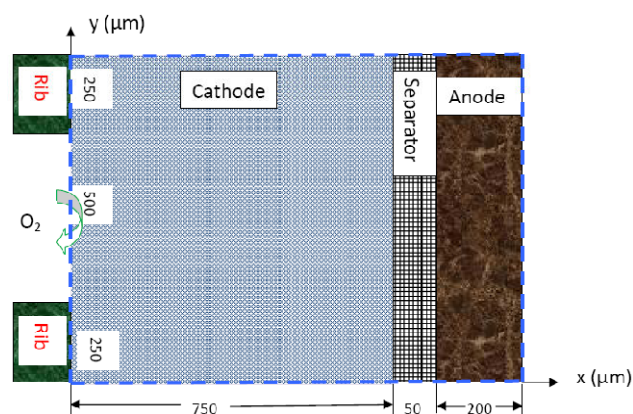 y (μm)
Rib
250
Cathode
Separator
Anode
500
O₂
Rib
250
x (μm)
750
50
200